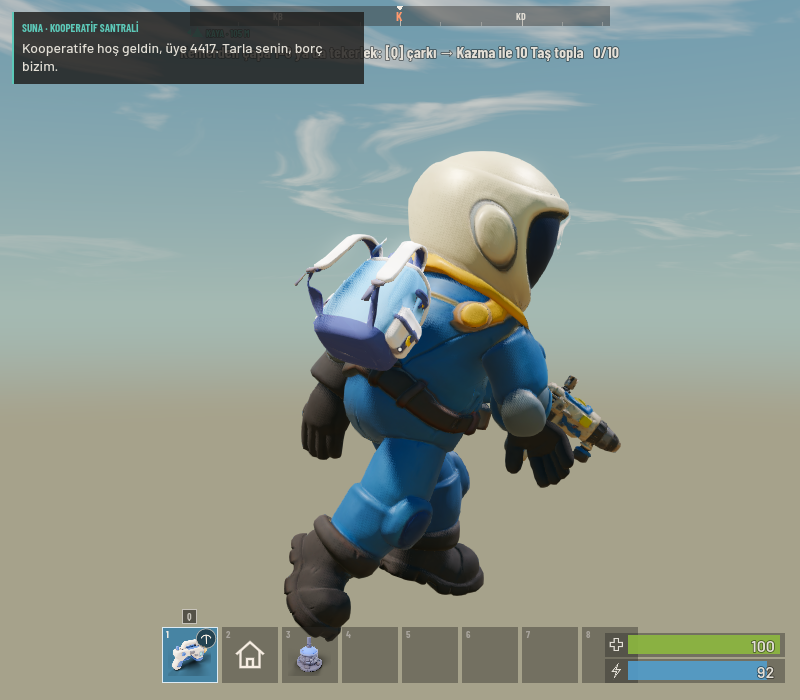 K
KD
SUNA · KOOPERATİF SANTRALİ
Kooperatife hoş geldin, üye 4417. Tarla senin, borç
bizim.
[Q] çarkı → Kazma ile 10 Taş topla 0/10
Q
1
2
3
4
5
6
7
8
100
92